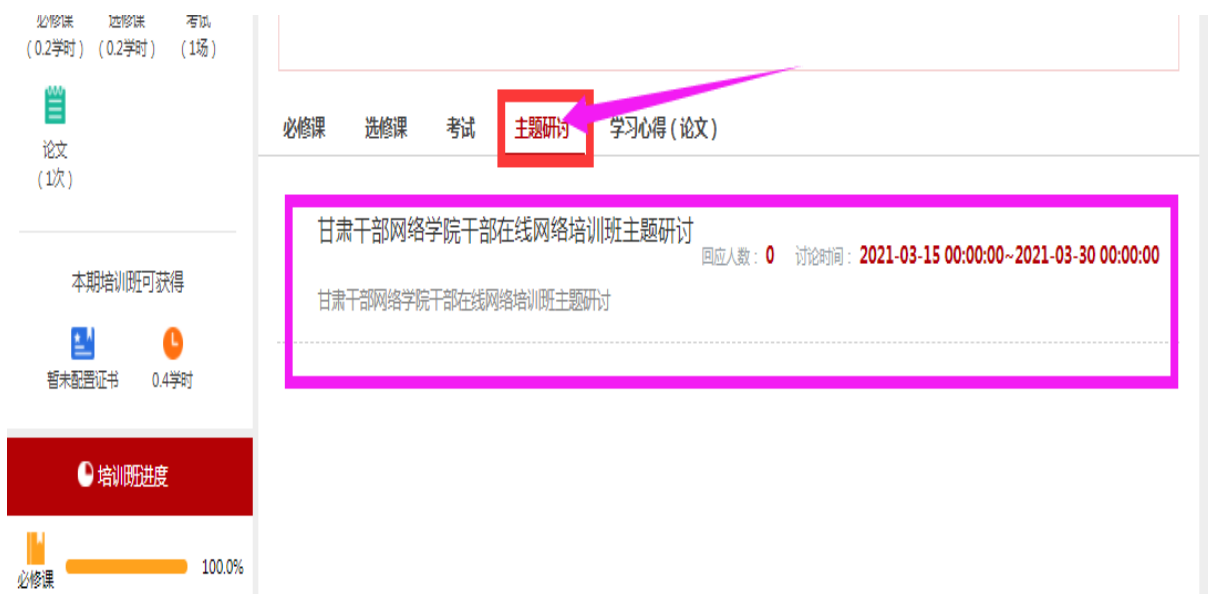 必修课 选修课 考试
（0.2学时） （0.2学时） （1场）
论文
（1次）
本期培训班可获得
暂未配置证书 0.4学时
培训班进度
必修课 100.0%
必修课 选修课 考试 主题研讨 学习心得（论文）
甘肃干部网络学院干部在线网络培训班主题研讨
回应人数：0 讨论时间：2021-03-15 00:00:00~2021-03-30 00:00:00
甘肃干部网络学院干部在线网络培训班主题研讨